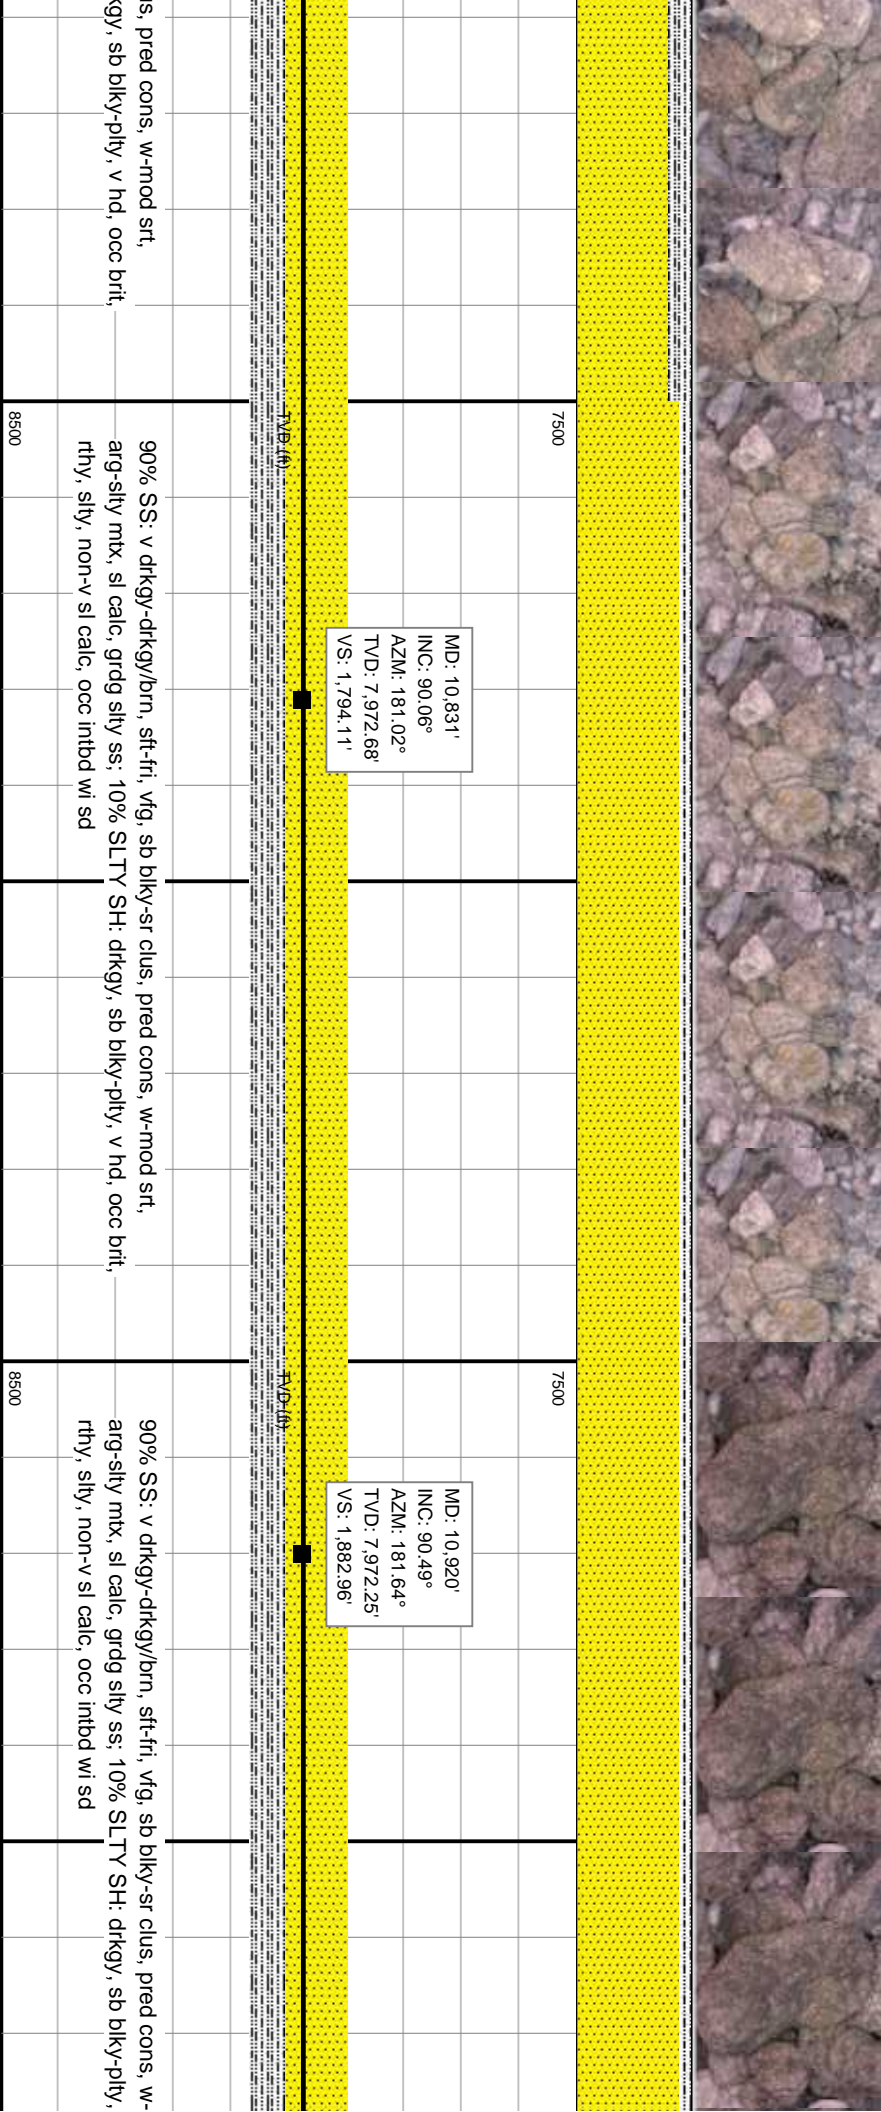 us, pred cons, w-mod srt,
kgy, sb blky-plty, v hd, occ brit,
7500
TVD (ft)
8500
MD: 10,831'
INC: 90.06°
AZM: 181.02°
TVD: 7,972.68'
VS: 1,794.11'
90% SS: v drkgy-drkgy/brn, sft-fri, vfg, sb blky-sr clus, pred cons, w-mod srt,
arg-slty mtx, sl calc, grdg slty ss; 10% SLTY SH: drkgy, sb blky-plty, v hd, occ brit,
rthy, slty, non-v sl calc, occ intbd wi sd
7500
TVD (ft)
8500
MD: 10,920'
INC: 90.49°
AZM: 181.64°
TVD: 7,972.25'
VS: 1,882.96'
90% SS: v drkgy-drkgy/brn, sft-fri, vfg, sb blky-sr clus, pred cons, w-
arg-slty mtx, sl calc, grdg slty ss; 10% SLTY SH: drkgy, sb blky-plty,
rthy, slty, non-v sl calc, occ intbd wi sd